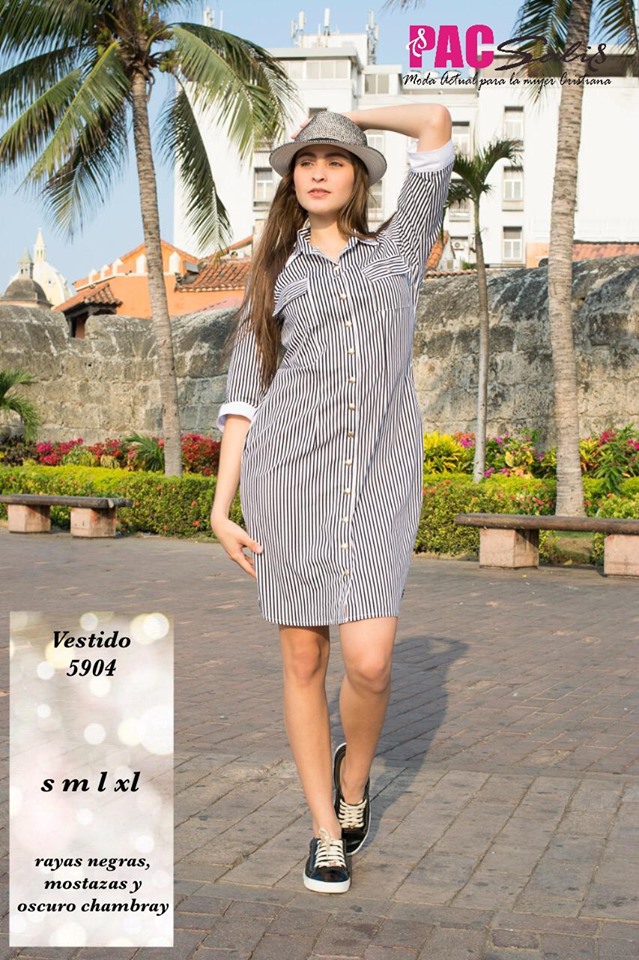 PAC Solis
Moda Actual para la mujer Cristiana
Vestido
5904
s m l xl
rayas negras,
mostazas y
oscuro chambray